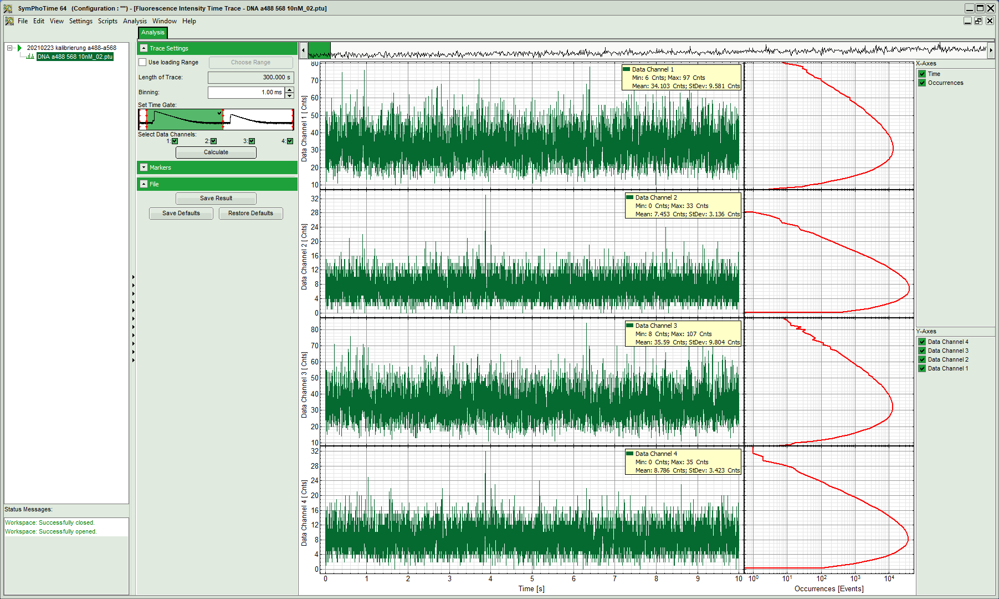 SymPhoTime 64 (Configuration : "") - [Fluorescence Intensity Time Trace - DNA a488 568 10nM_02.ptu]
File Edit View Settings Scripts Analysis Window Help
Analysis
20210223 kalibrierung a488-a568
DNA a488 568 10nM_02.ptu
Trace Settings
Use loading Range
Choose Range
Length of Trace: 300.000 s
Binning: 1.00 ms
Set Time Gate:
Select Data Channels:
1: 2: 3: 4:
Calculate
Markers
File
Save Result
Save Defaults Restore Defaults
Status Messages:
Workspace: Successfully closed.
Workspace: Successfully opened.
Data Channel 1 [ Cnts]
80
70
60
50
40
30
20
10
Data Channel 1
Min: 6 Cnts; Max: 97 Cnts
Mean: 34.103 Cnts; StDev: 9.581 Cnts
Data Channel 2 [ Cnts]
32
28
24
20
16
12
8
4
0
Data Channel 2
Min: 0 Cnts; Max: 33 Cnts
Mean: 7.453 Cnts; StDev: 3.136 Cnts
Data Channel 3 [ Cnts]
80
70
60
50
40
30
20
10
Data Channel 3
Min: 8 Cnts; Max: 107 Cnts
Mean: 35.59 Cnts; StDev: 9.804 Cnts
Data Channel 4 [ Cnts]
32
28
24
20
16
12
8
4
0
Data Channel 4
Min: 0 Cnts; Max: 35 Cnts
Mean: 8.786 Cnts; StDev: 3.423 Cnts
0 1 2 3 4 5 6 7 8 9 10
Time [s]
10⁰ 10¹ 10² 10³ 10⁴
Occurrences [Events]
X-Axes
Time
Occurrences
Y-Axes
Data Channel 4
Data Channel 3
Data Channel 2
Data Channel 1